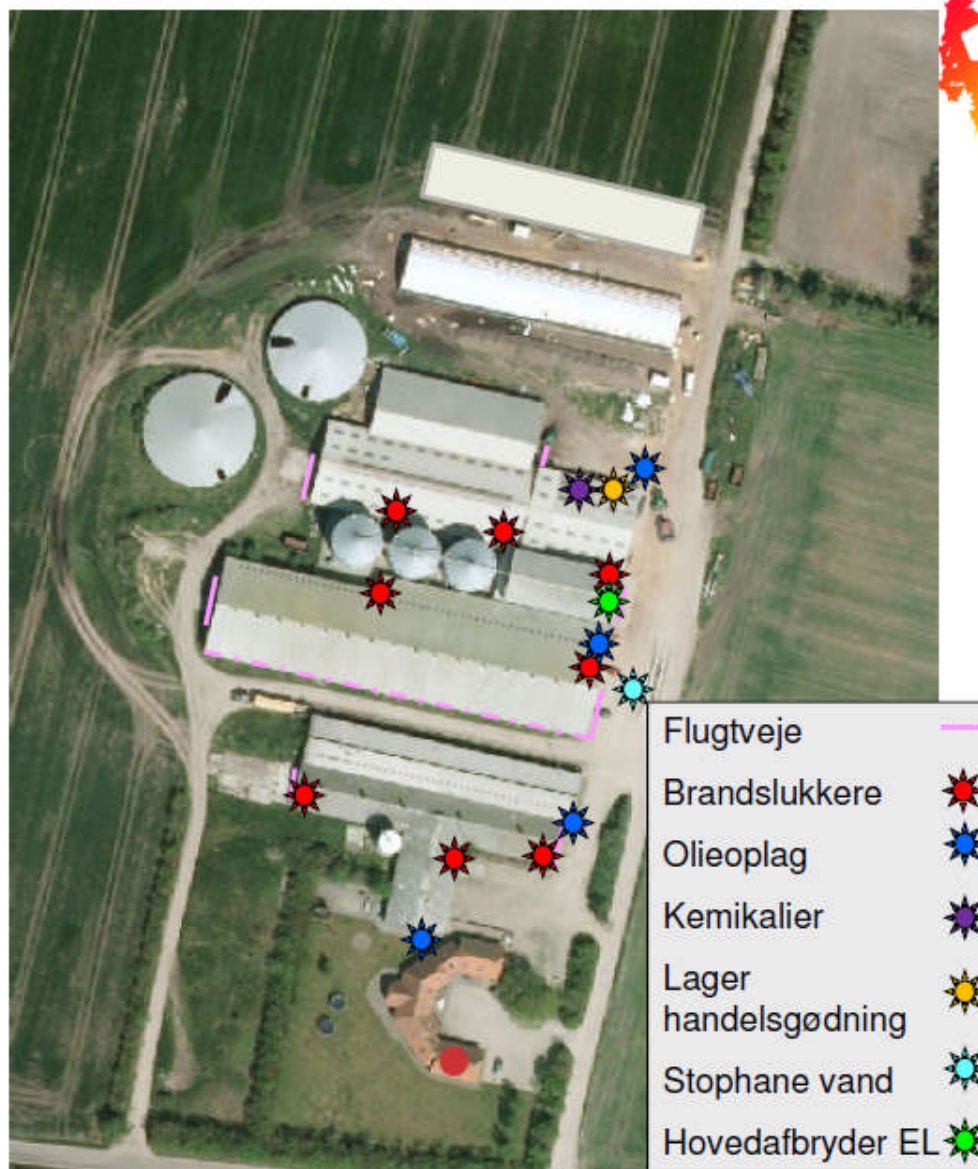 Flugtveje
Brandslukkere
Olieoplag
Kemikalier
Lager
handelsgødning
Stophane vand
Hovedafbryder EL